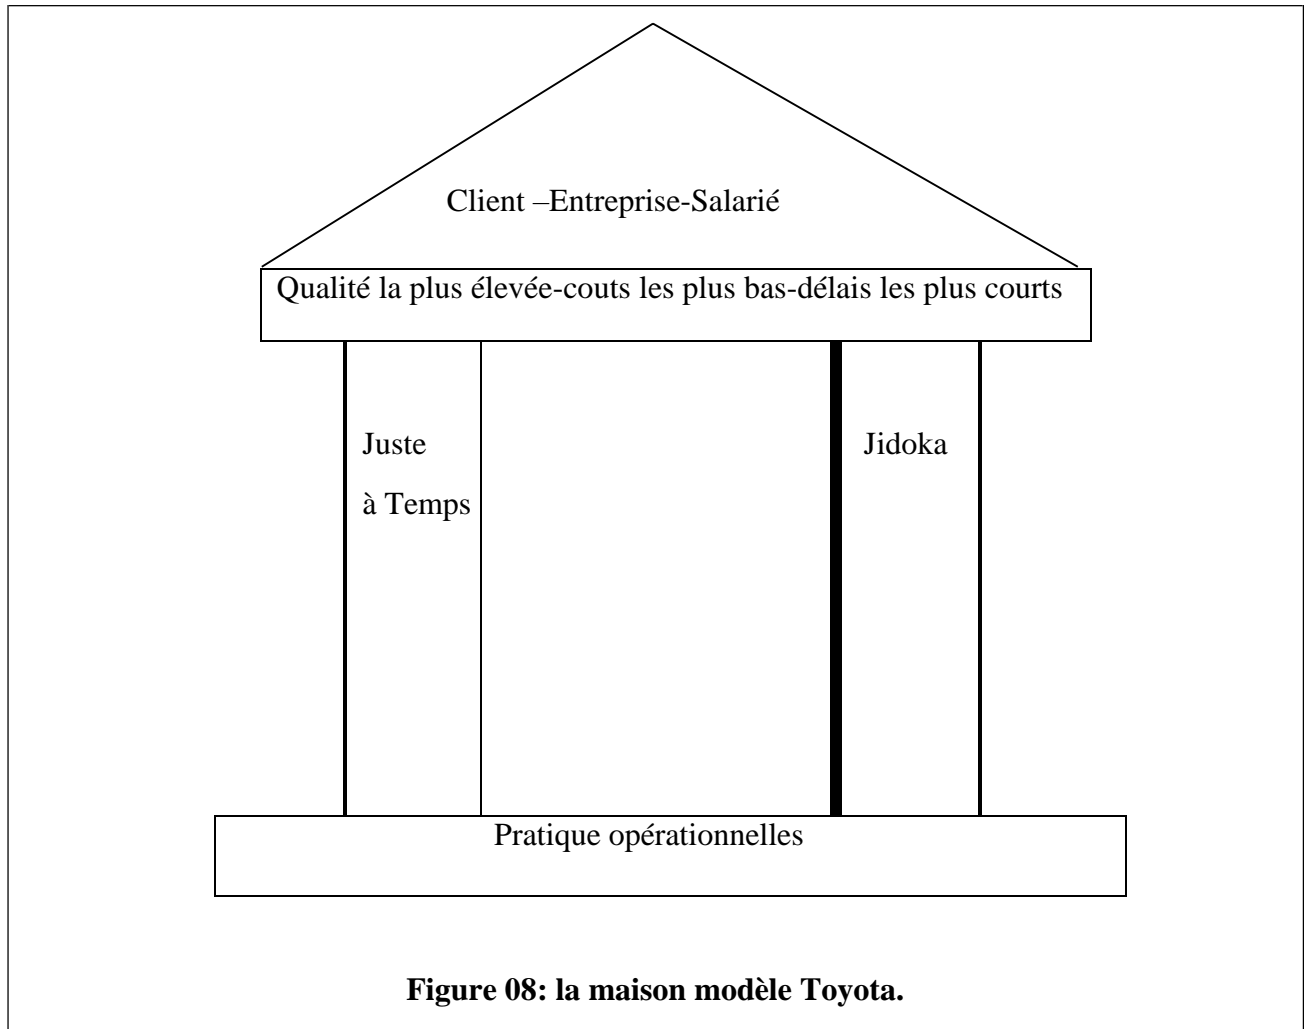 Client –Entreprise-Salarié
Qualité la plus élevée-couts les plus bas-délais les plus courts
Juste
à Temps
Jidoka
Pratique opérationnelles
Figure 08: la maison modèle Toyota.